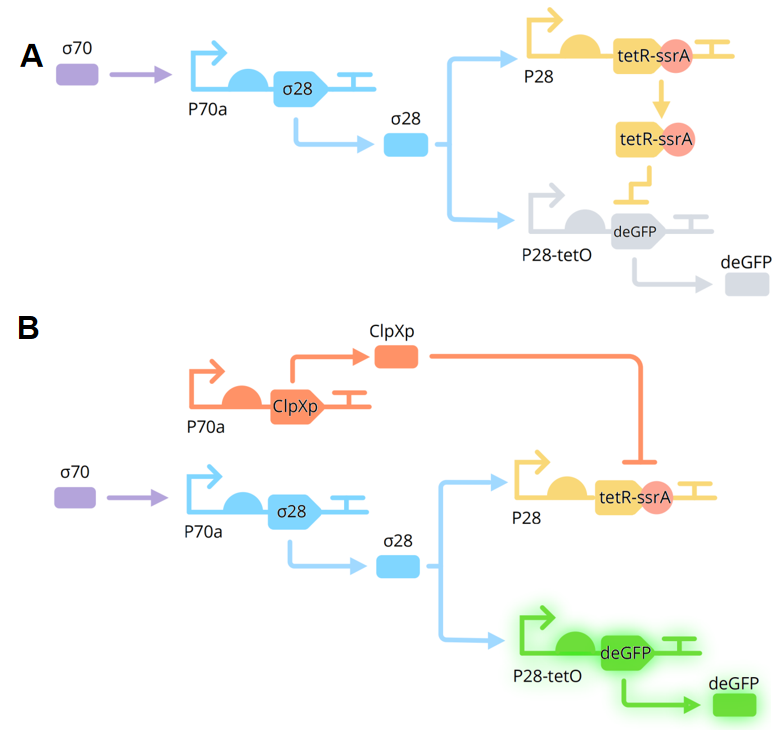 A
σ70
P70a
σ28
σ28
P28
tetR-ssrA
tetR-ssrA
P28-tetO
deGFP
deGFP
B
ClpXp
P70a
ClpXp
σ70
P70a
σ28
σ28
P28
tetR-ssrA
P28-tetO
deGFP
deGFP